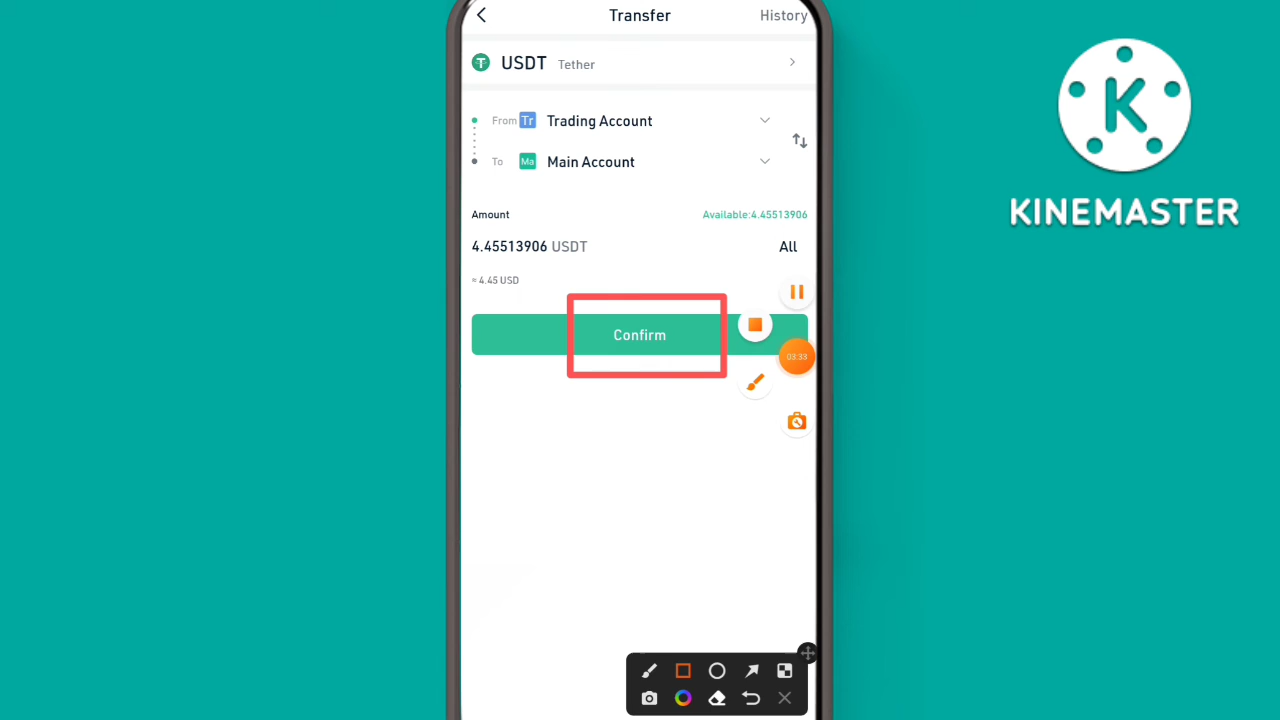 Transfer
History
USDT Tether
From Tr Trading Account
To Ma Main Account
Amount
Available:4.45513906
4.45513906 USDT
All
≈ 4.45 USD
Confirm
03:33
K
KINEMASTER